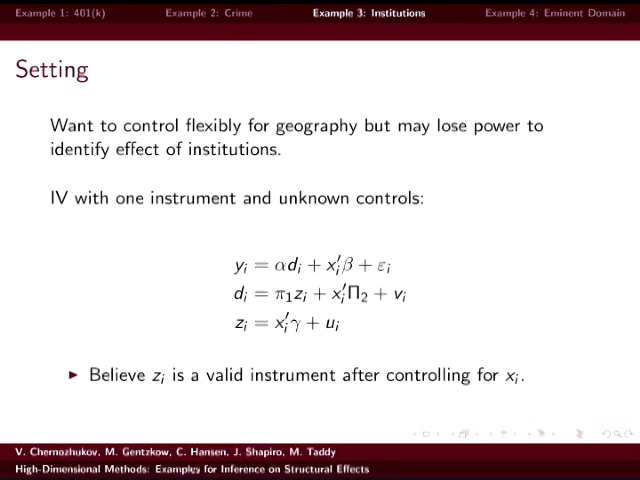 Example 1: 401(k) Example 2: Crime Example 3: Institutions Example 4: Eminent Domain
Setting
Want to control flexibly for geography but may lose power to
identify effect of institutions.
IV with one instrument and unknown controls:
yᵢ = αdᵢ + xᵢ′β + εᵢ
dᵢ = π₁zᵢ + xᵢ′Π₂ + vᵢ
zᵢ = xᵢ′γ + uᵢ
▶ Believe zᵢ is a valid instrument after controlling for xᵢ.
V. Chernozhukov, M. Gentzkow, C. Hansen, J. Shapiro, M. Taddy
High-Dimensional Methods: Examples for Inference on Structural Effects